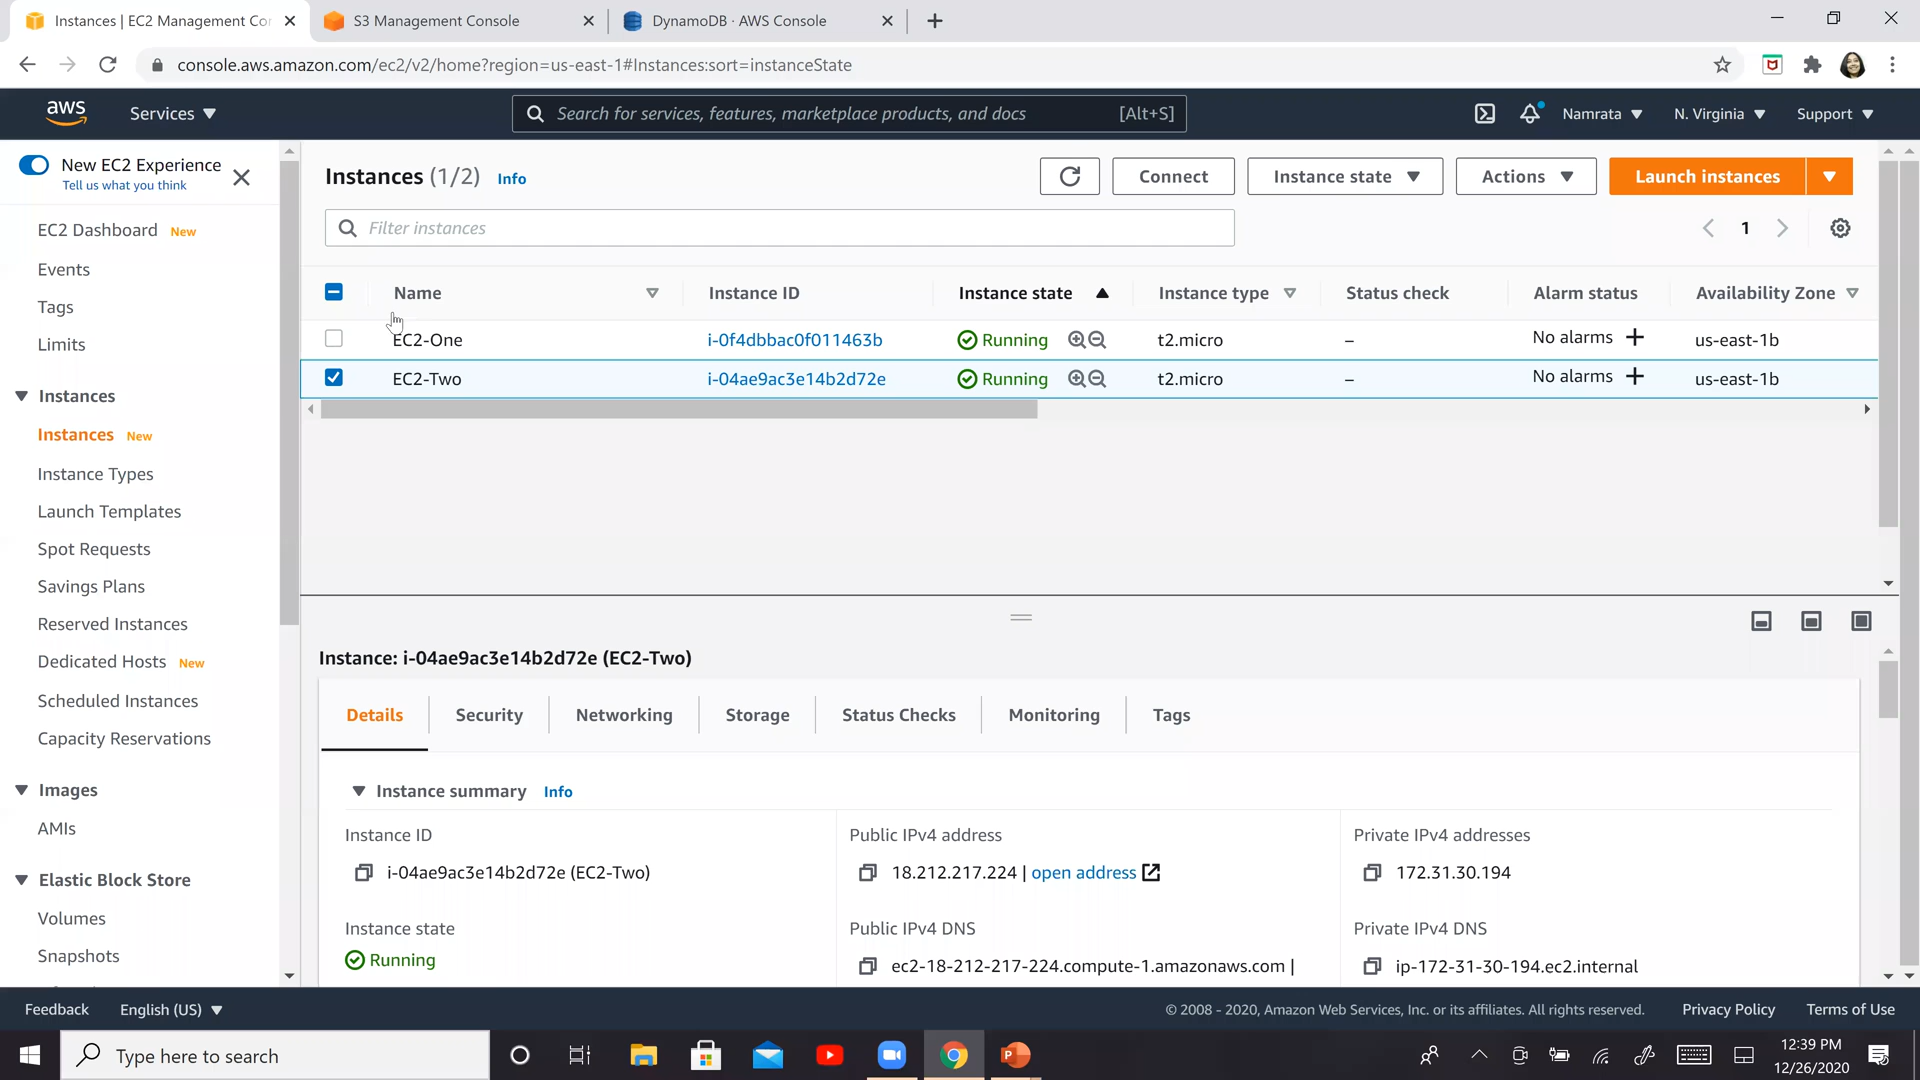 Instances | EC2 Management Con
S3 Management Console
DynamoDB · AWS Console
console.aws.amazon.com/ec2/v2/home?region=us-east-1#Instances:sort=instanceState
aws
Services
Search for services, features, marketplace products, and docs
[Alt+S]
Namrata
N. Virginia
Support
New EC2 Experience
Tell us what you think
EC2 Dashboard New
Events
Tags
Limits
Instances
Instances New
Instance Types
Launch Templates
Spot Requests
Savings Plans
Reserved Instances
Dedicated Hosts New
Scheduled Instances
Capacity Reservations
Images
AMIs
Elastic Block Store
Volumes
Snapshots
Instances (1/2) Info
Connect
Instance state
Actions
Launch instances
Filter instances
1
Name Instance ID Instance state Instance type Status check Alarm status Availability Zone
EC2-One i-0f4dbbac0f011463b Running t2.micro – No alarms + us-east-1b
EC2-Two i-04ae9ac3e14b2d72e Running t2.micro – No alarms + us-east-1b
Instance: i-04ae9ac3e14b2d72e (EC2-Two)
Details Security Networking Storage Status Checks Monitoring Tags
Instance summary Info
Instance ID
i-04ae9ac3e14b2d72e (EC2-Two)
Public IPv4 address
18.212.217.224 | open address
Private IPv4 addresses
172.31.30.194
Instance state
Running
Public IPv4 DNS
ec2-18-212-217-224.compute-1.amazonaws.com |
Private IPv4 DNS
ip-172-31-30-194.ec2.internal
Feedback
English (US)
© 2008 - 2020, Amazon Web Services, Inc. or its affiliates. All rights reserved.
Privacy Policy
Terms of Use
Type here to search
12:39 PM
12/26/2020